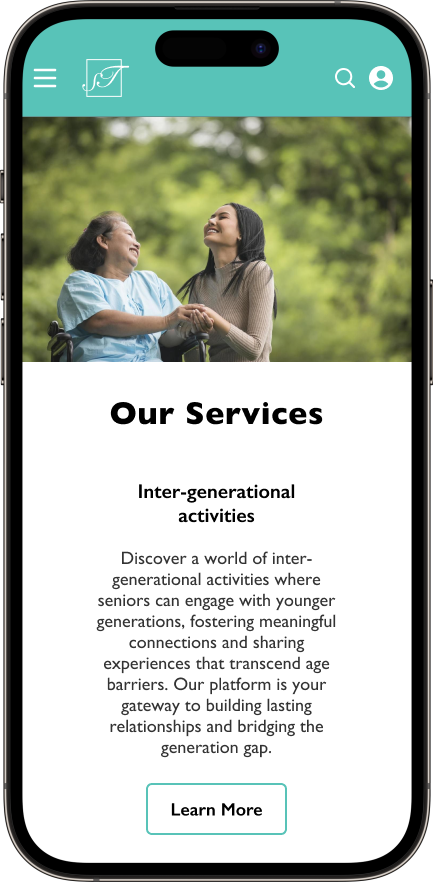 sT
Our Services
Inter-generational
activities
Discover a world of inter-
generational activities where
seniors can engage with younger
generations, fostering meaningful
connections and sharing
experiences that transcend age
barriers. Our platform is your
gateway to building lasting
relationships and bridging the
generation gap.
Learn More